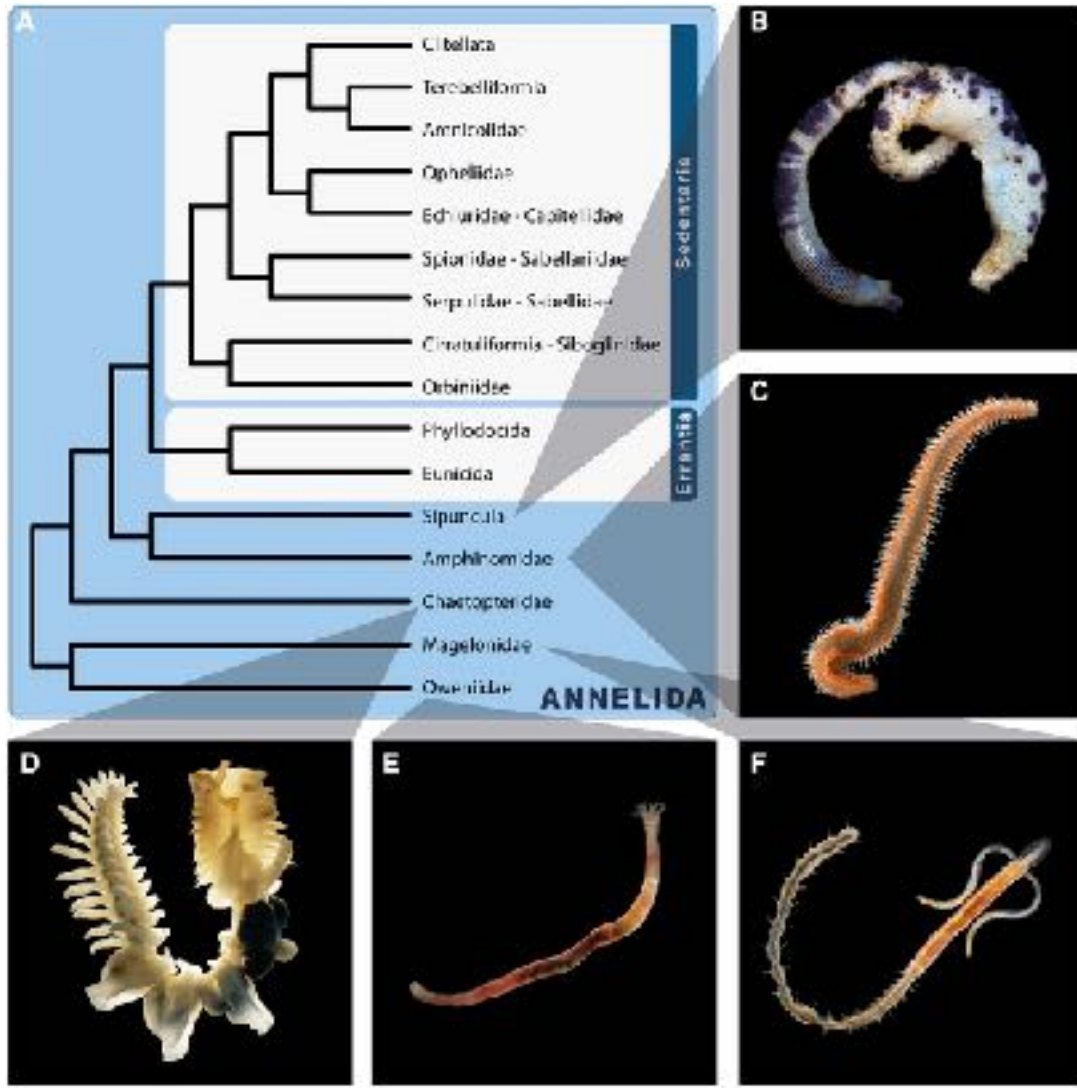 A
Clitellata
Terebelliformia
Arenicolidae
Opheliidae
Echiuridae - Capitellidae
Spionidae - Sabellariidae
Serpulidae - Sabellidae
Cirratuliformia - Siboglinidae
Orbiniidae
Sedentaria
Phyllodocida
Eunicida
Errantia
Sipuncula
Amphinomidae
Chaetopteridae
Magelonidae
Oweniidae
ANNELIDA
B
C
D
E
F